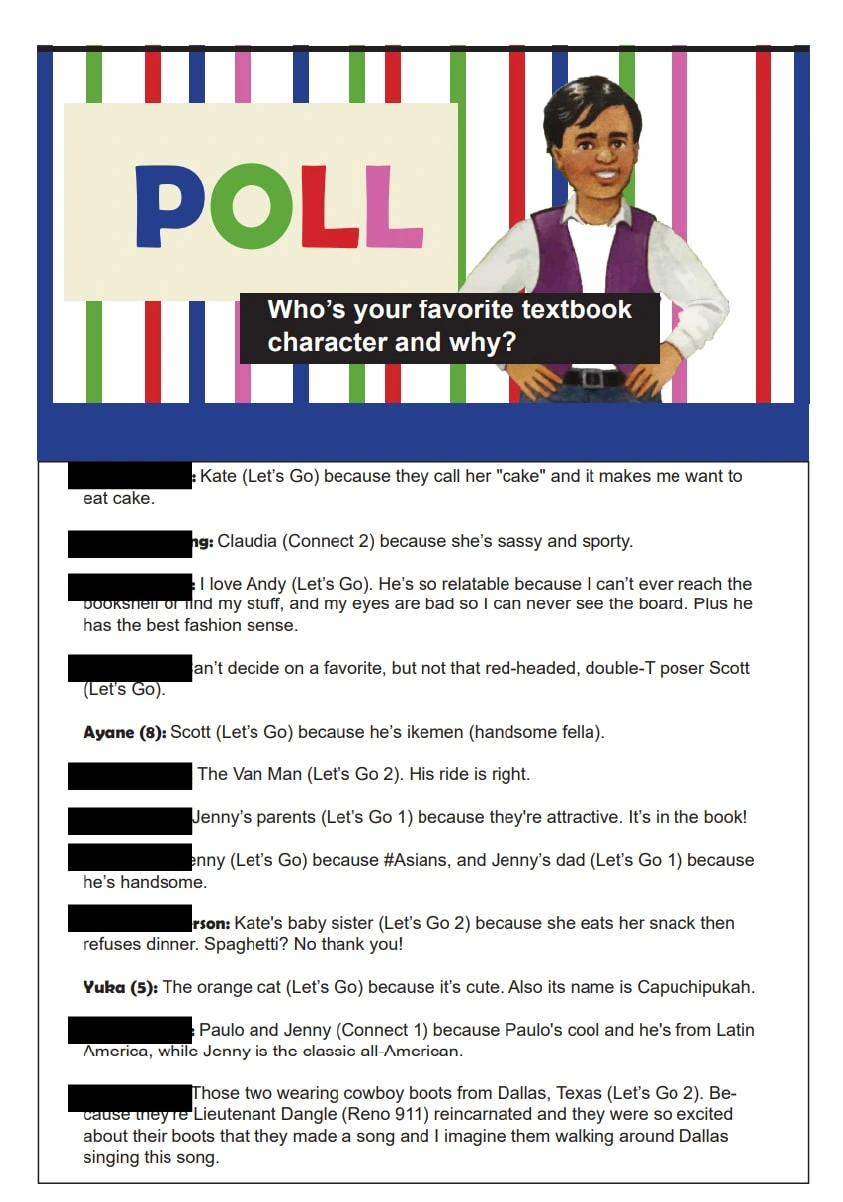 POLL
Who’s your favorite textbook
character and why?
: Kate (Let’s Go) because they call her "cake" and it makes me want to
eat cake.
ng: Claudia (Connect 2) because she’s sassy and sporty.
: I love Andy (Let’s Go). He’s so relatable because I can’t ever reach the
bookshelf or find my stuff, and my eyes are bad so I can never see the board. Plus he
has the best fashion sense.
an’t decide on a favorite, but not that red-headed, double-T poser Scott
(Let’s Go).
Ayane (8): Scott (Let’s Go) because he’s ikemen (handsome fella).
The Van Man (Let’s Go 2). His ride is right.
Jenny’s parents (Let’s Go 1) because they're attractive. It’s in the book!
enny (Let’s Go) because #Asians, and Jenny’s dad (Let’s Go 1) because
he’s handsome.
rson: Kate's baby sister (Let’s Go 2) because she eats her snack then
refuses dinner. Spaghetti? No thank you!
Yuka (5): The orange cat (Let’s Go) because it’s cute. Also its name is Capuchipukah.
: Paulo and Jenny (Connect 1) because Paulo's cool and he's from Latin
America, while Jenny is the classic all-American.
Those two wearing cowboy boots from Dallas, Texas (Let’s Go 2). Be-
cause they’re Lieutenant Dangle (Reno 911) reincarnated and they were so excited
about their boots that they made a song and I imagine them walking around Dallas
singing this song.